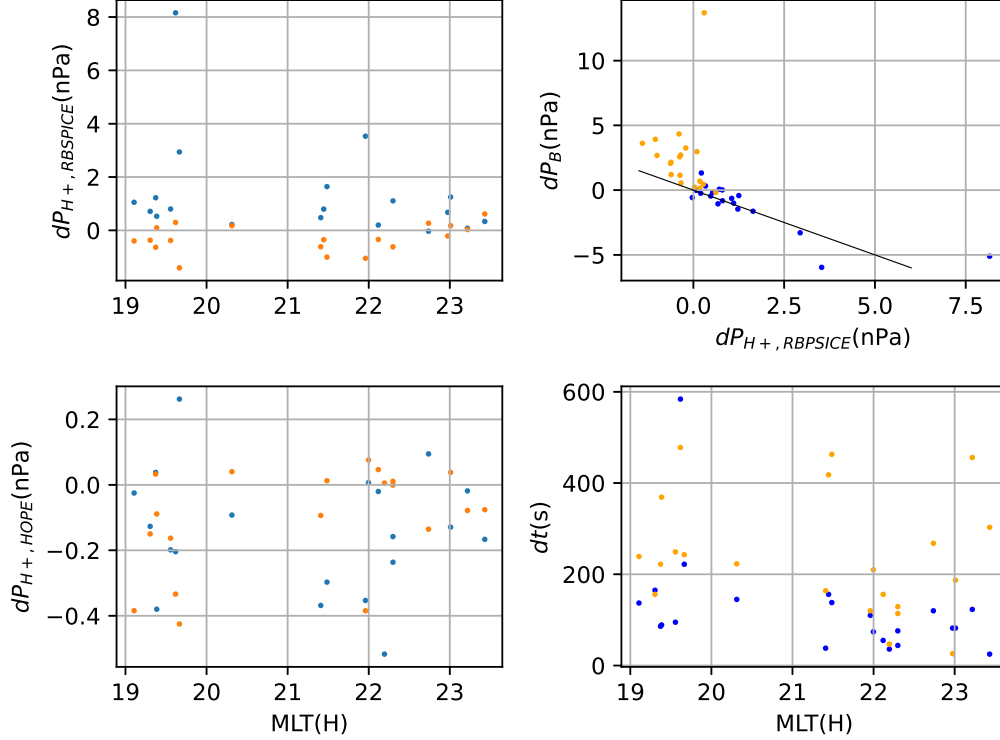 8
6
4
2
0
dP_{H+,RBSPICE}(nPa)
19 20 21 22 23
10
5
0
−5
dP_B(nPa)
0.0 2.5 5.0 7.5
dP_{H+,RBPSICE}(nPa)
0.2
0.0
−0.2
−0.4
dP_{H+,HOPE}(nPa)
19 20 21 22 23
MLT(H)
600
400
200
0
dt(s)
19 20 21 22 23
MLT(H)